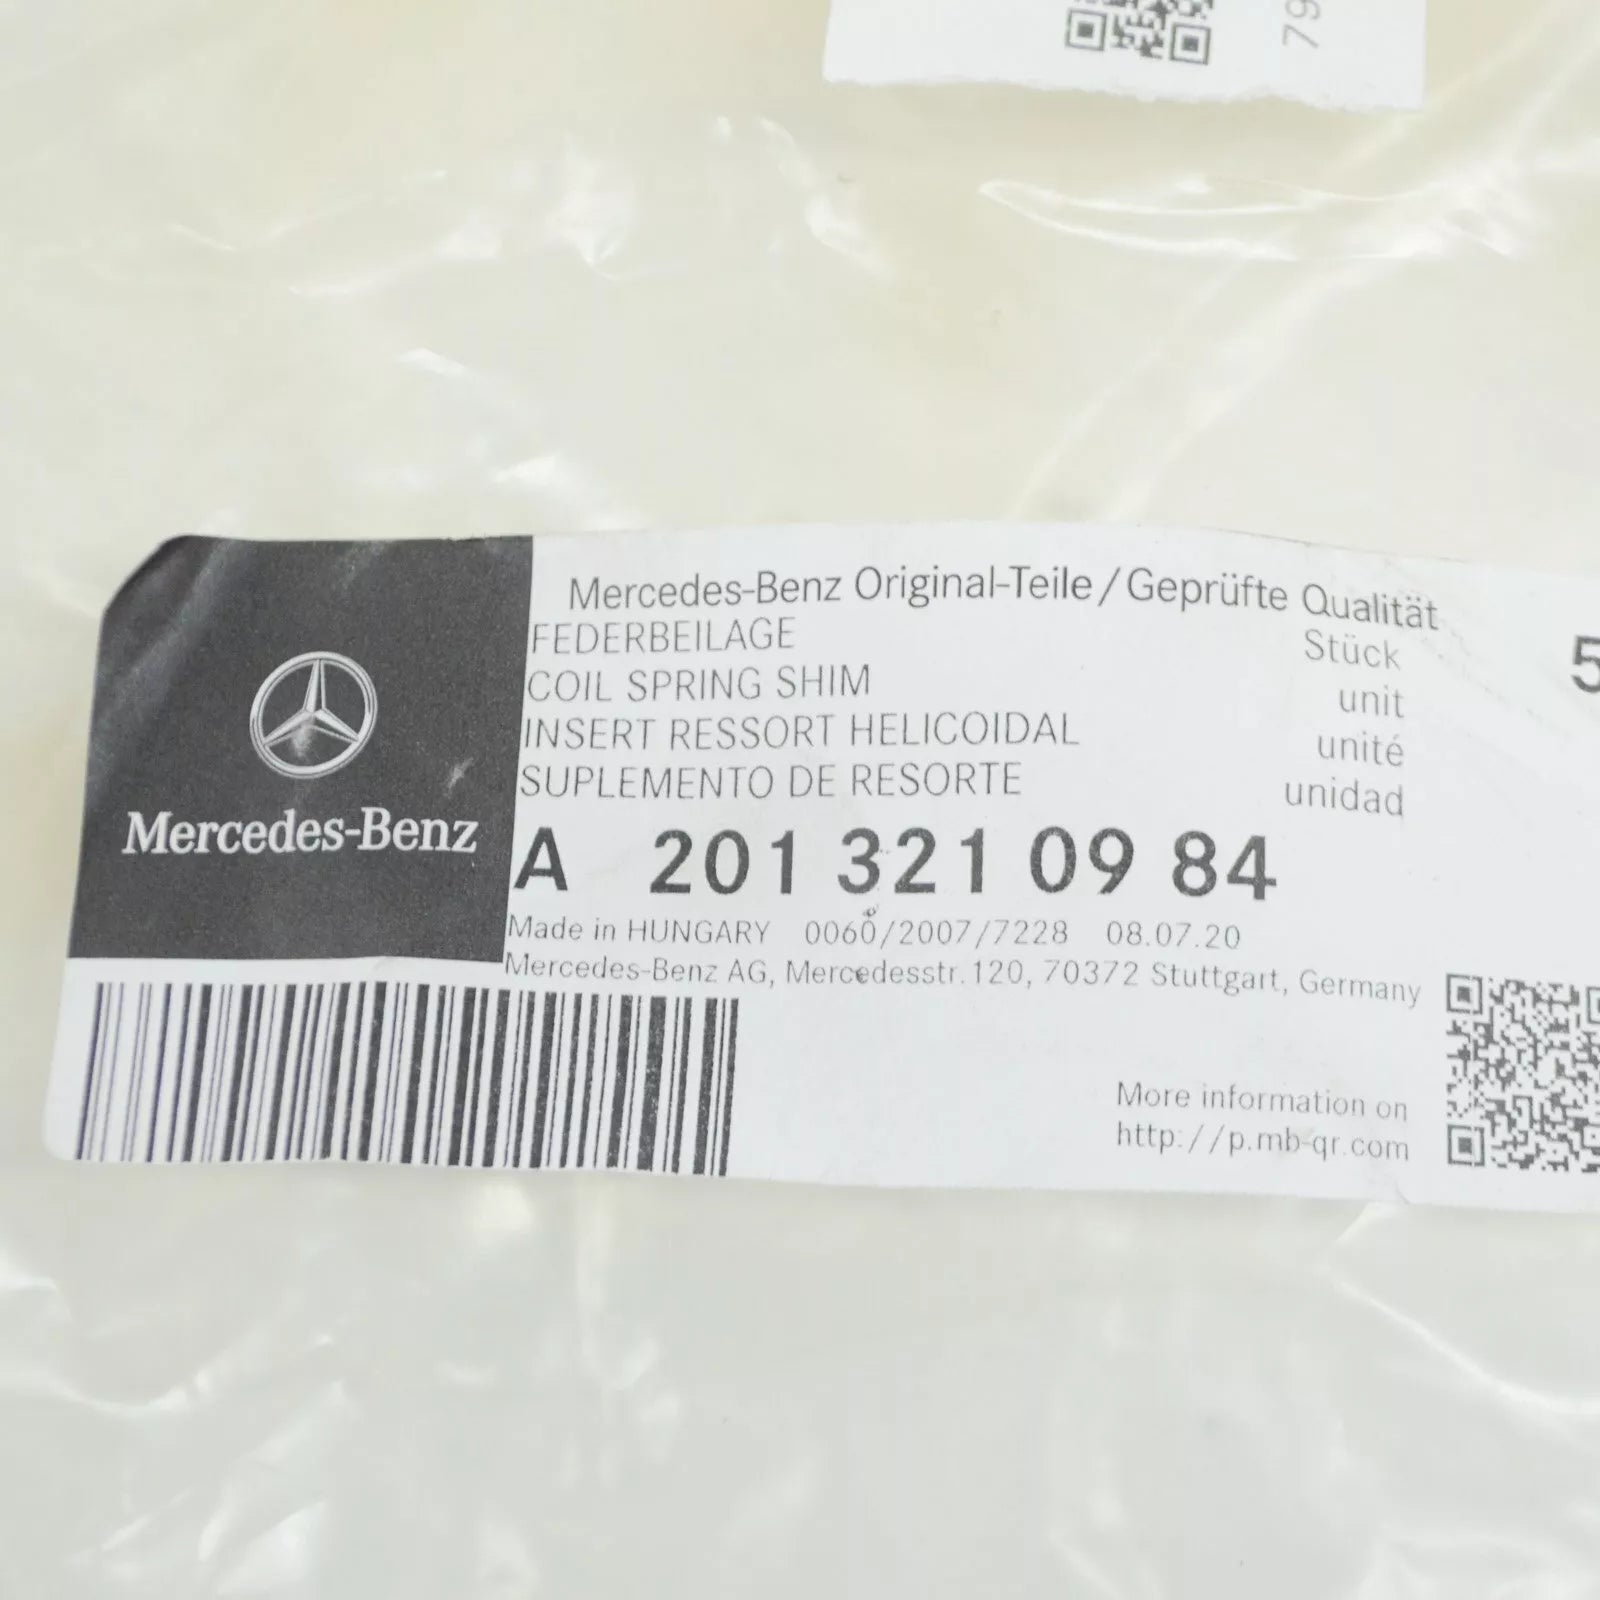 79
Mercedes-Benz Original-Teile / Geprüfte Qualität
FEDERBEILAGE Stück 5
COIL SPRING SHIM unit
INSERT RESSORT HELICOIDAL unité
SUPLEMENTO DE RESORTE unidad
Mercedes-Benz
A 201 321 09 84
Made in HUNGARY 0060/2007/7228 08.07.20
Mercedes-Benz AG, Mercedesstr. 120, 70372 Stuttgart, Germany
More information on
http://p.mb-qr.com